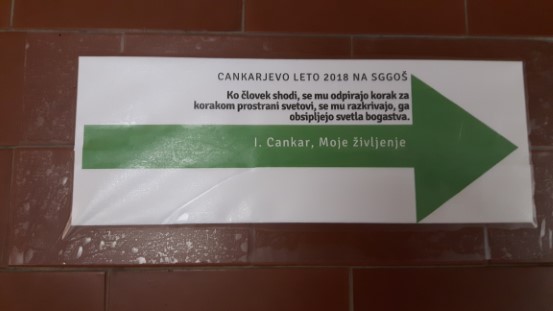 CANKARJEVO LETO 2018 NA SGGOŠ
Ko človek shodi, se mu odpirajo korak za
korakom prostrani svetovi, se mu razkrivajo, ga
obsipljejo svetla bogastva.
I. Cankar, Moje življenje